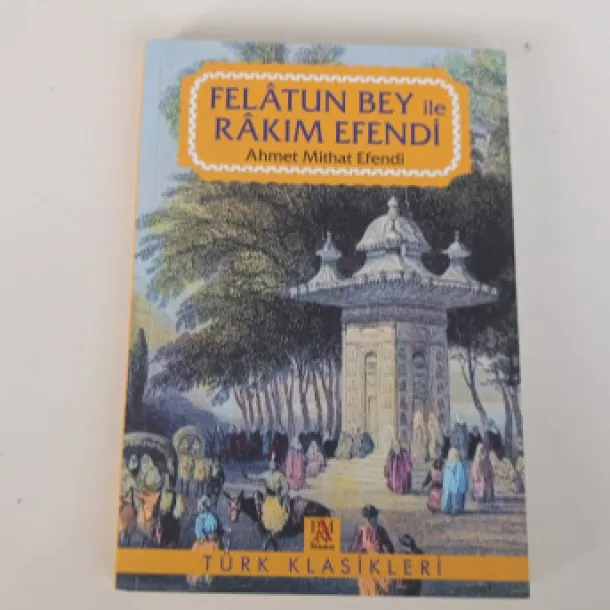 FELÂTUN BEY ile
RÂKIM EFENDİ
Ahmet Mithat Efendi
TÜRK KLASİKLERİ